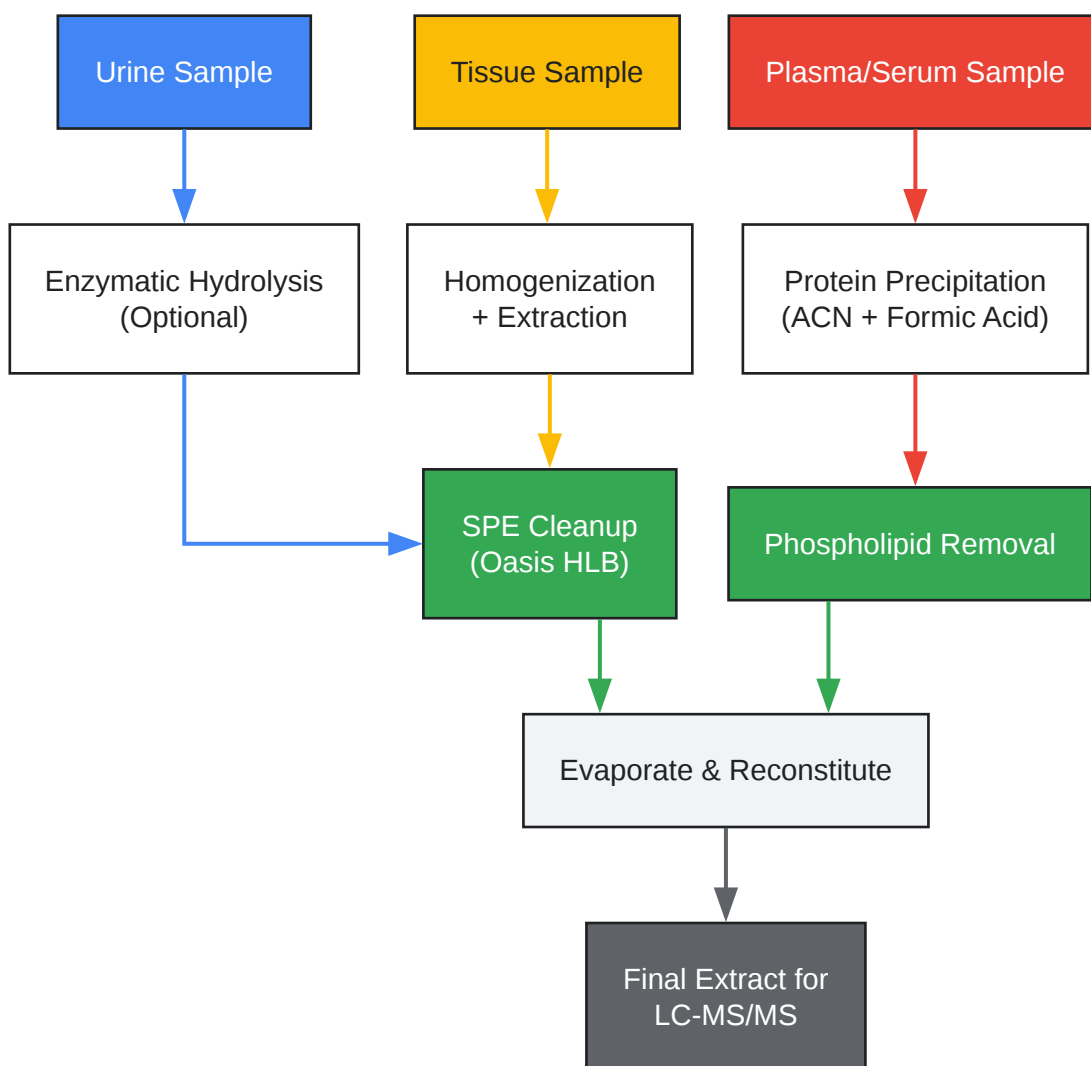 Urine Sample
Tissue Sample
Plasma/Serum Sample
Enzymatic Hydrolysis
(Optional)
Homogenization
+ Extraction
Protein Precipitation
(ACN + Formic Acid)
SPE Cleanup
(Oasis HLB)
Phospholipid Removal
Evaporate & Reconstitute
Final Extract for
LC-MS/MS